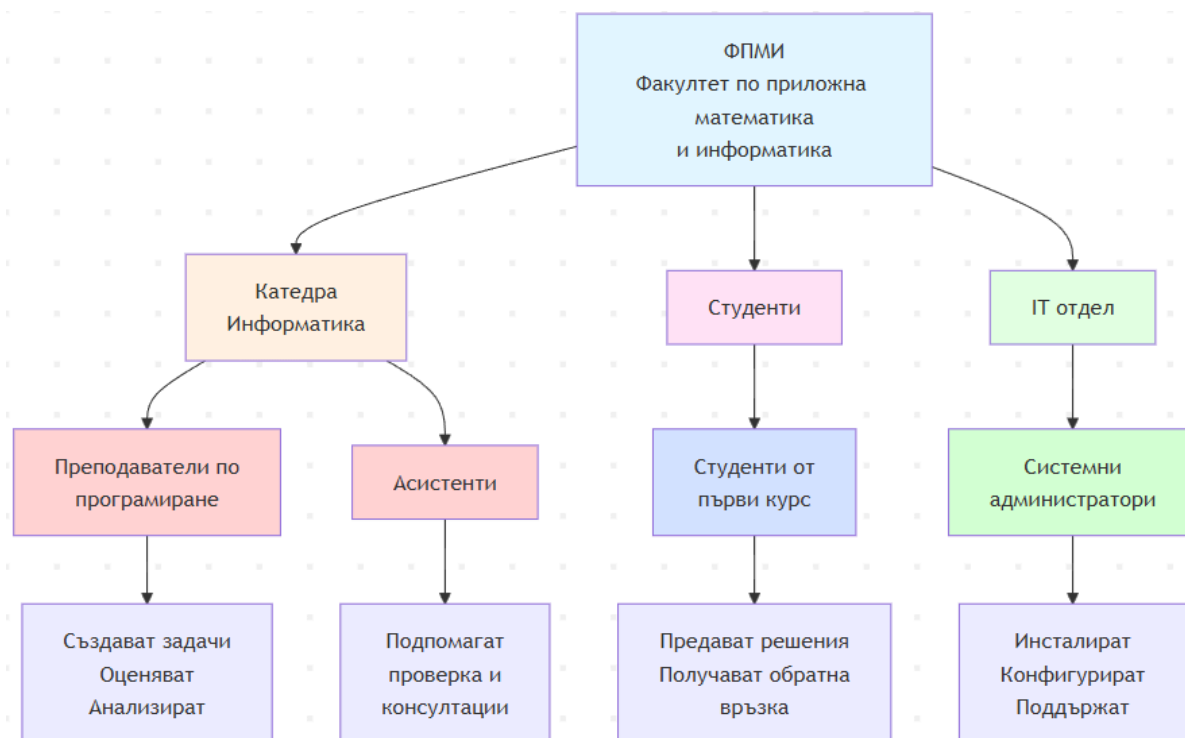 ФПМИ
Факултет по приложна
математика
и информатика
Катедра
Информатика
Студенти
IT отдел
Преподаватели по
програмиране
Асистенти
Студенти от
първи курс
Системни
администратори
Създават задачи
Оценяват
Анализират
Подпомагат
проверка и
консултации
Предават решения
Получават обратна
връзка
Инсталират
Конфигурират
Поддържат